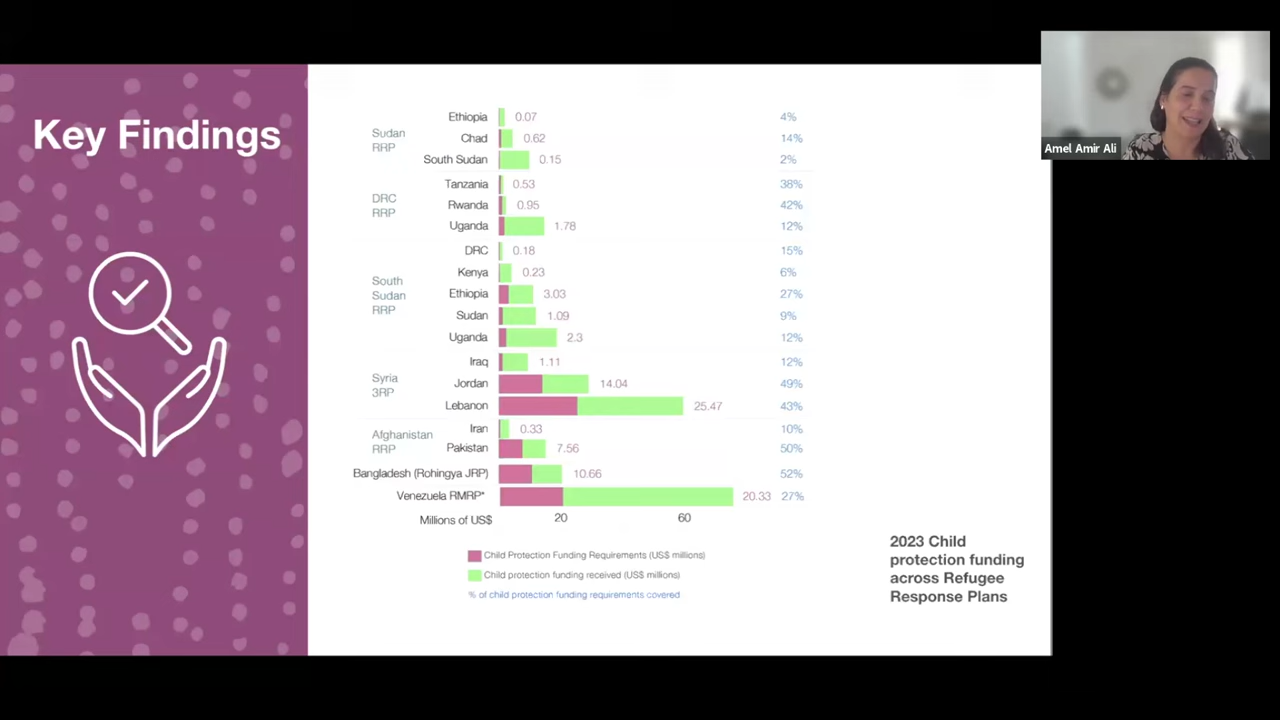 Key Findings
Amel Amir Ali
Sudan
RRP
Ethiopia 0.07 4%
Chad 0.62 14%
South Sudan 0.15 2%
DRC
RRP
Tanzania 0.53 38%
Rwanda 0.95 42%
Uganda 1.78 12%
South
Sudan
RRP
DRC 0.18 15%
Kenya 0.23 6%
Ethiopia 3.03 27%
Sudan 1.09 9%
Uganda 2.3 12%
Syria
3RP
Iraq 1.11 12%
Jordan 14.04 49%
Lebanon 25.47 43%
Afghanistan
RRP
Iran 0.33 10%
Pakistan 7.56 50%
Bangladesh (Rohingya JRP) 10.66 52%
Venezuela RMRP* 20.33 27%
Millions of US$ 20 60
Child Protection Funding Requirements (US$ millions)
Child protection funding received (US$ millions)
% of child protection funding requirements covered
2023 Child
protection funding
across Refugee
Response Plans